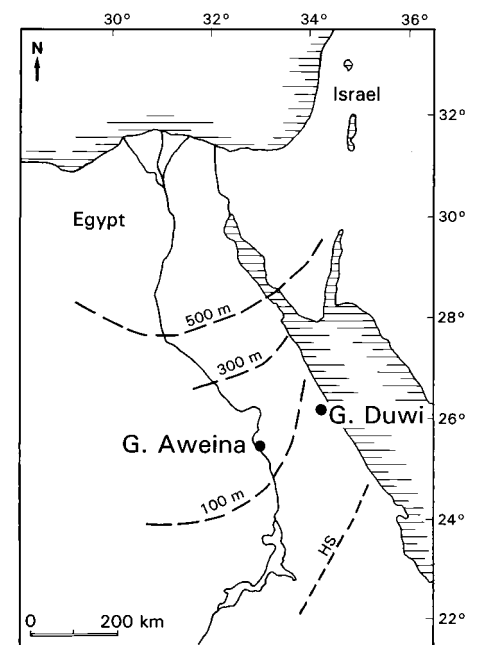 30° 32° 34° 36°
N
Israel
32°
Egypt
30°
500 m
28°
300 m
G. Duwi
26°
G. Aweina
100 m
24°
HS
22°
0 200 km